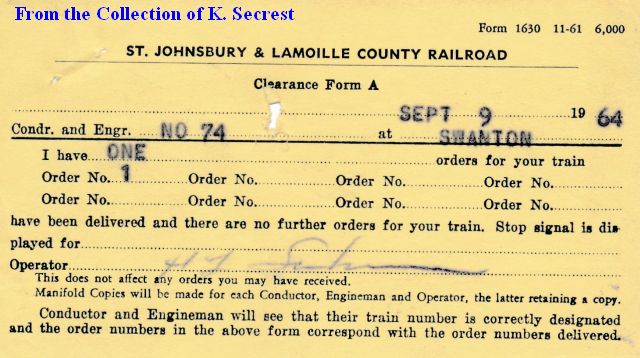 From the Collection of K. Secrest
Form 1630 11-61 6,000
ST. JOHNSBURY & LAMOILLE COUNTY RAILROAD
Clearance Form A
SEPT 9 1964
Condr. and Engr. NO 74 at SWANTON
I have ONE orders for your train
Order No. 1 Order No. Order No. Order No.
Order No. Order No. Order No. Order No.
have been delivered and there are no further orders for your train. Stop signal is dis-
played for
Operator
This does not affect any orders you may have received.
Manifold Copies will be made for each Conductor, Engineman and Operator, the latter retaining a copy.
Conductor and Engineman will see that their train number is correctly designated
and the order numbers in the above form correspond with the order numbers delivered.